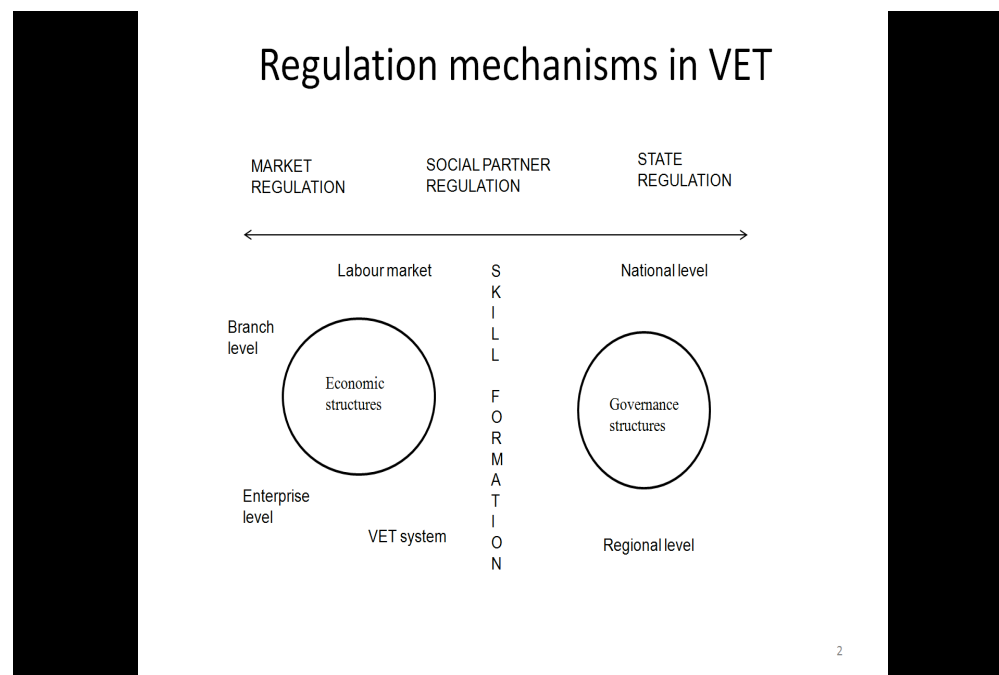 Regulation mechanisms in VET
MARKET
REGULATION
SOCIAL PARTNER
REGULATION
STATE
REGULATION
Labour market
National level
Branch
level
Economic
structures
Governance
structures
Enterprise
level
VET system
Regional level
S
K
I
L
L
F
O
R
M
A
T
I
O
N
2